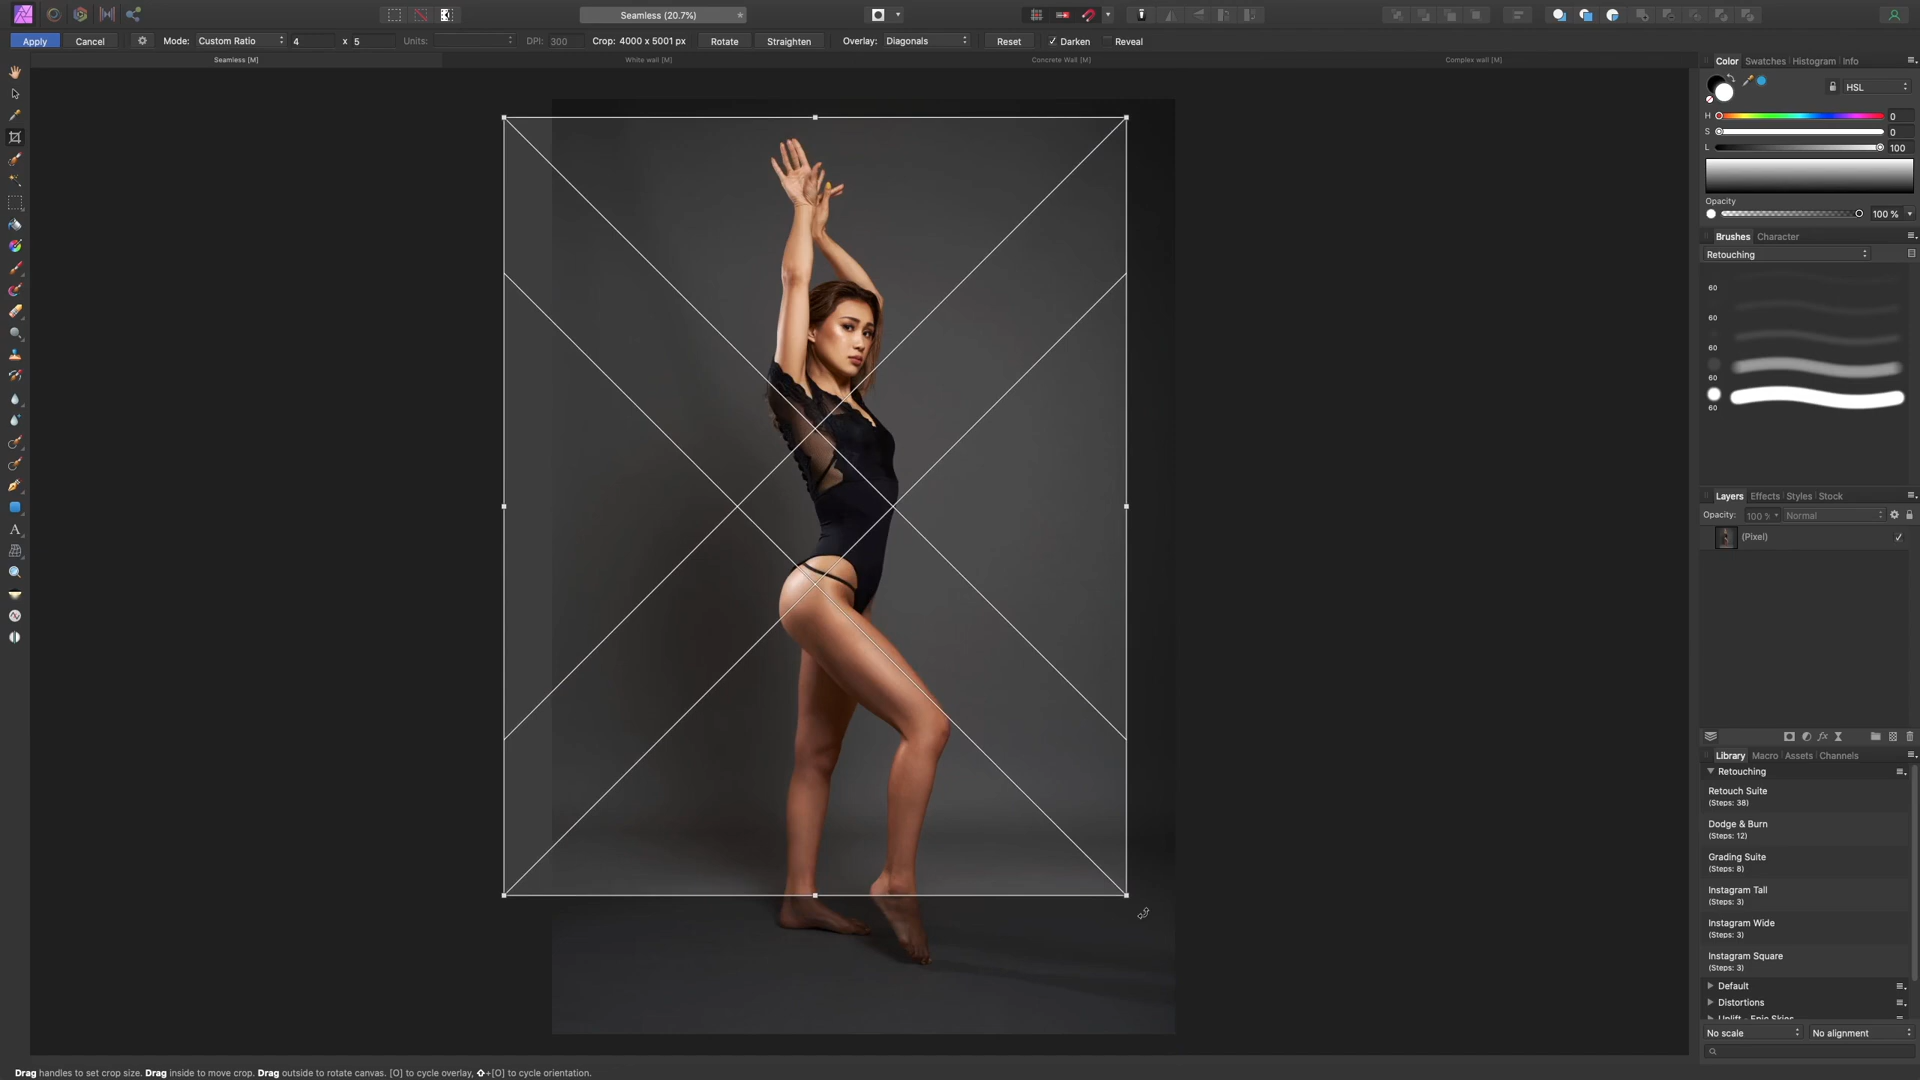 Seamless (20.7%)
Apply Cancel Mode: Custom Ratio 4 x 5 Units: DPI: 300 Crop: 4000 x 5001 px Rotate Straighten Overlay: Diagonals Reset Darken Reveal
Seamless [M] White wall [M] Concrete Wall [M] Complex wall [M]
Color Swatches Histogram Info
HSL
H 0
S 0
L 100
Opacity
100 %
Brushes Character
Retouching
60
60
60
60
60
Layers Effects Styles Stock
Opacity: 100 % Normal
(Pixel)
Library Macro Assets Channels
Retouching
Retouch Suite
(Steps: 38)
Dodge & Burn
(Steps: 12)
Grading Suite
(Steps: 8)
Instagram Tall
(Steps: 3)
Instagram Wide
(Steps: 3)
Instagram Square
(Steps: 3)
Default
Distortions
Uplift - Epic Skies
No scale No alignment
Drag handles to set crop size. Drag inside to move crop. Drag outside to rotate canvas. [O] to cycle overlay, ⇧+[O] to cycle orientation.